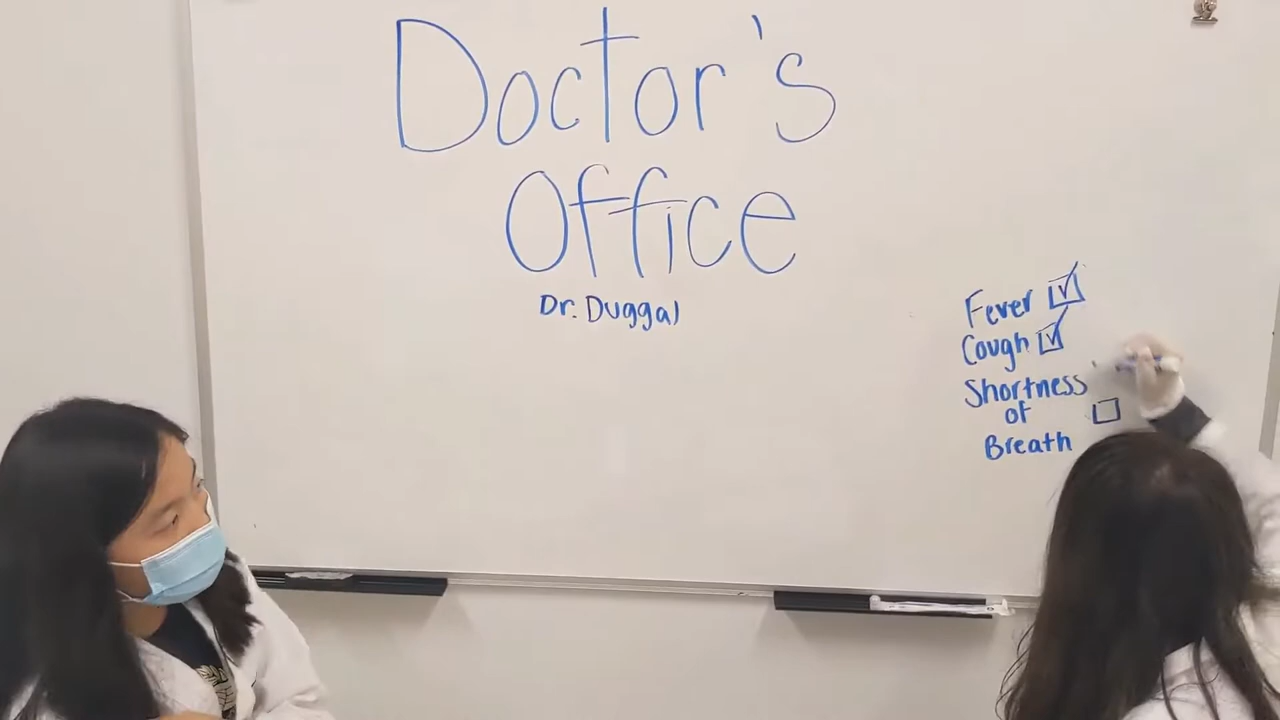 Doctor's
Office
Dr. Duggal
Fever
Cough
Shortness
of
Breath